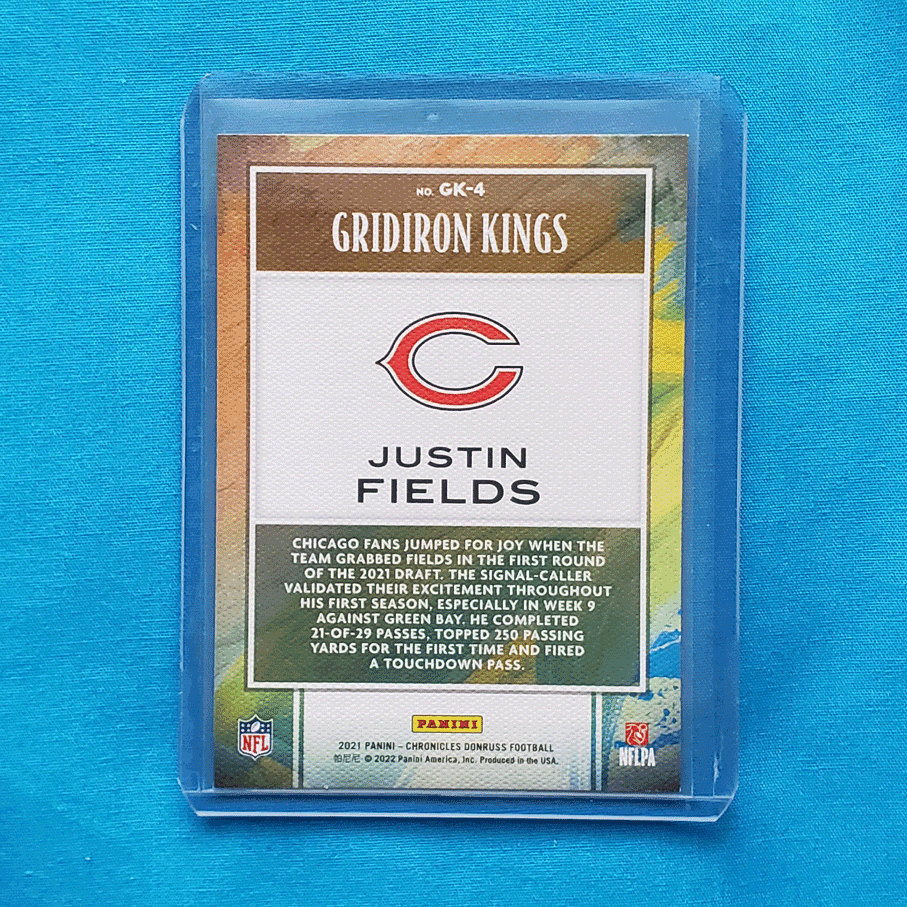 NO. GK-4
GRIDIRON KINGS
JUSTIN
FIELDS
CHICAGO FANS JUMPED FOR JOY WHEN THE
TEAM GRABBED FIELDS IN THE FIRST ROUND
OF THE 2021 DRAFT. THE SIGNAL-CALLER
VALIDATED THEIR EXCITEMENT THROUGHOUT
HIS FIRST SEASON, ESPECIALLY IN WEEK 9
AGAINST GREEN BAY. HE COMPLETED
21-OF-29 PASSES, TOPPED 250 PASSING
YARDS FOR THE FIRST TIME AND FIRED
A TOUCHDOWN PASS.
PANINI
NFL
2021 PANINI – CHRONICLES DONRUSS FOOTBALL
帕尼尼 © 2022 Panini America, Inc. Produced in the USA.
NFLPA